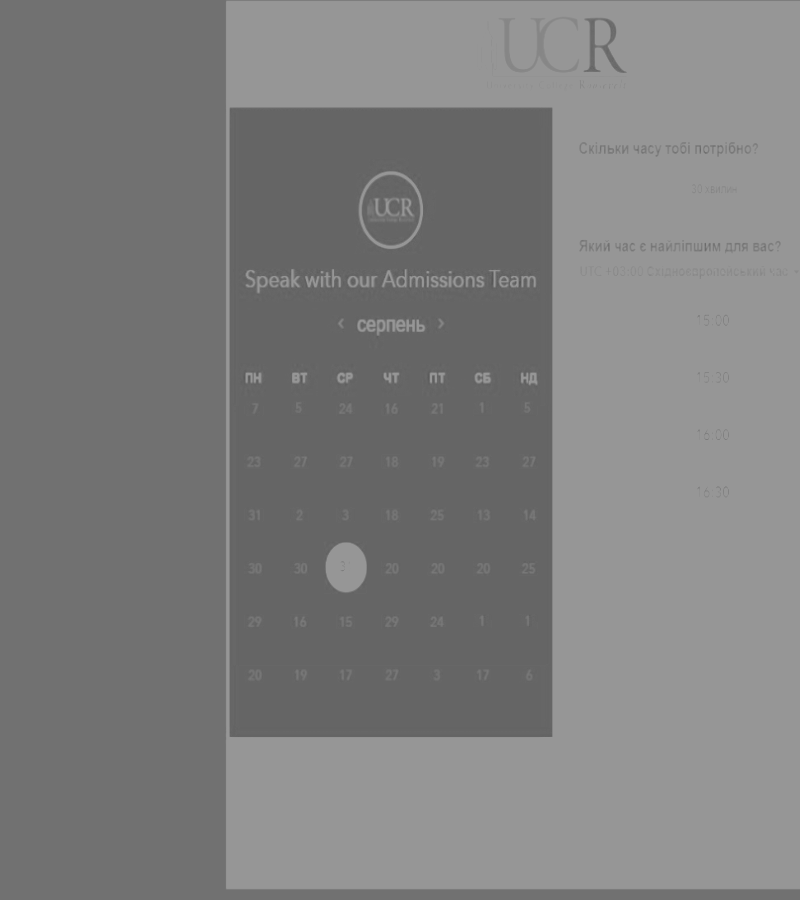 UCR
UCR
Speak with our Admissions Team
‹ серпень ›
ПН ВТ СР ЧТ ПТ СБ НД
7 5 24 16 21 1 5
23 27 27 18 19 23 27
31 2 3 18 25 13 14
30 30 20 20 20 25
29 16 15 29 24 1 1
20 19 17 27 3 17 6
Скільки часу тобі потрібно?
30 хвилин
Який час є найліпшим для вас?
UTC +03:00 Східноєвропейський час
15:00
15:30
16:00
16:30